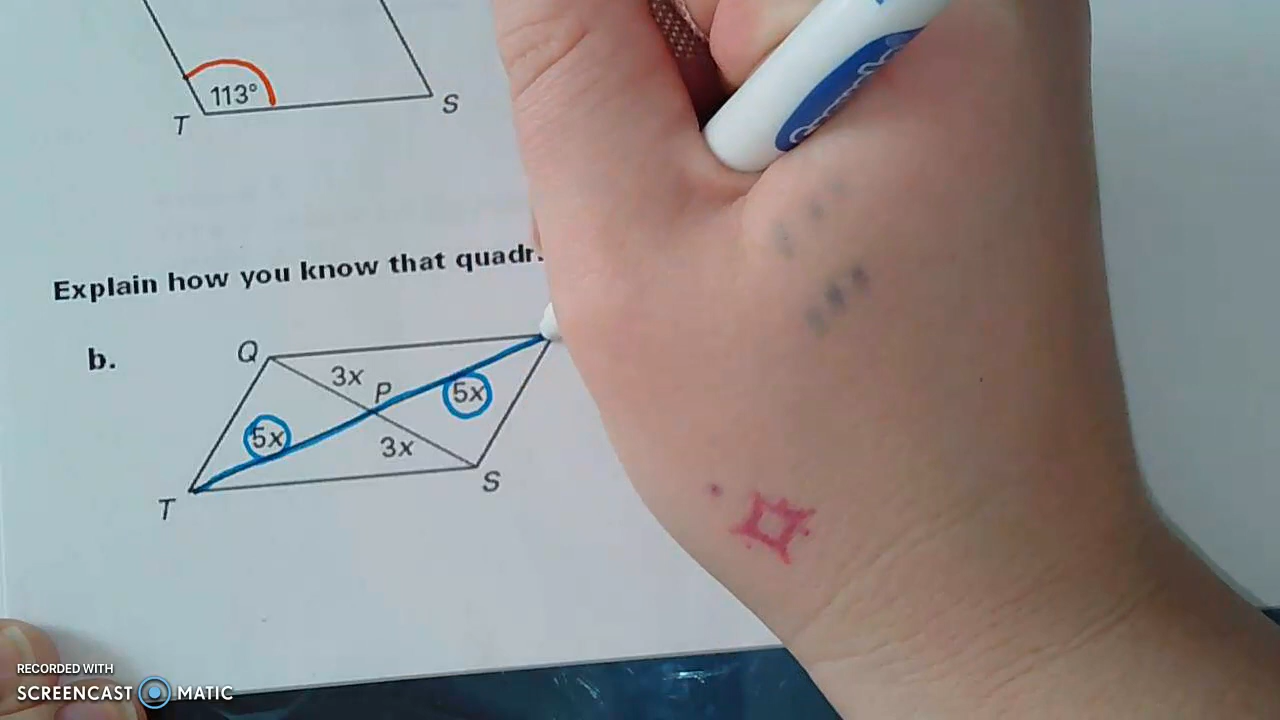 113°
T
S
Explain how you know that quadr
b.
Q
3x
P
5x
5x
3x
S
T
RECORDED WITH
SCREENCAST MATIC